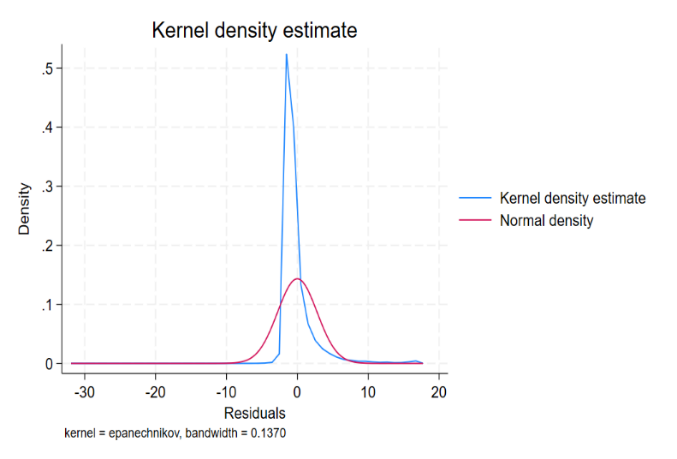 Kernel density estimate
.5
.4
.3
.2
.1
0
Density
-30 -20 -10 0 10 20
Residuals
kernel = epanechnikov, bandwidth = 0.1370
Kernel density estimate
Normal density